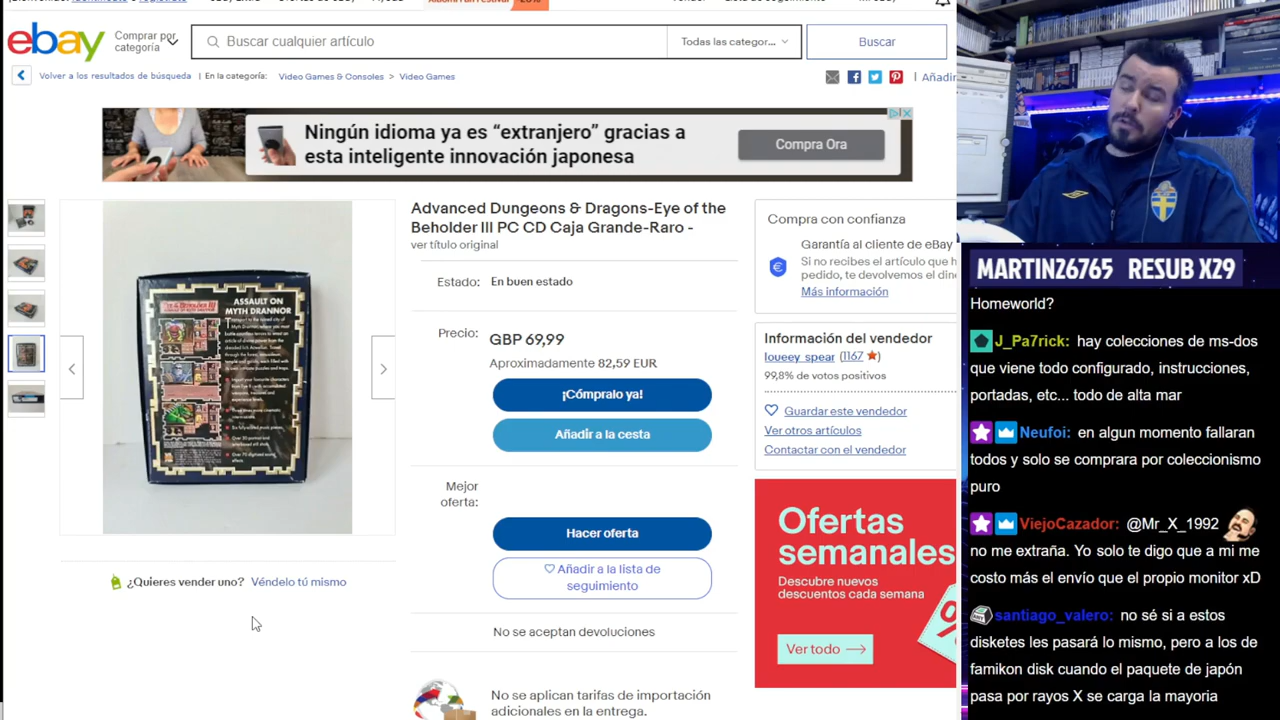 ebay
Comprar por
categoría
Buscar cualquier artículo
Todas las categor...
Buscar
Volver a los resultados de búsqueda
En la categoría:
Video Games & Consoles > Video Games
Añadir
Ningún idioma ya es “extranjero” gracias a
esta inteligente innovación japonesa
Compra Ora
ASSAULT ON
MYTH DRANNOR
Advanced Dungeons & Dragons-Eye of the
Beholder III PC CD Caja Grande-Raro -
ver título original
Estado: En buen estado
Precio: GBP 69,99
Aproximadamente 82,59 EUR
¡Cómpralo ya!
Añadir a la cesta
Mejor
oferta:
Hacer oferta
Añadir a la lista de
seguimiento
No se aceptan devoluciones
No se aplican tarifas de importación
adicionales en la entrega.
¿Quieres vender uno? Véndelo tú mismo
Compra con confianza
Garantía al cliente de eBay
Si no recibes el artículo que h
pedido, te devolvemos el dine
Más información
Información del vendedor
loueey_spear (1167)
99,8% de votos positivos
Guardar este vendedor
Ver otros artículos
Contactar con el vendedor
Ofertas
semanales
Descubre nuevos
descuentos cada semana
Ver todo
MARTIN26765 RESUB X29
Homeworld?
J_Pa7rick: hay colecciones de ms-dos
que viene todo configurado, instrucciones,
portadas, etc... todo de alta mar
Neufoi: en algun momento fallaran
todos y solo se comprara por coleccionismo
puro
ViejoCazador: @Mr_X_1992
no me extraña. Yo solo te digo que a mi me
costo más el envío que el propio monitor xD
santiago_valero: no sé si a estos
disketes les pasará lo mismo, pero a los de
famikon disk cuando el paquete de japón
pasa por rayos X se carga la mayoria